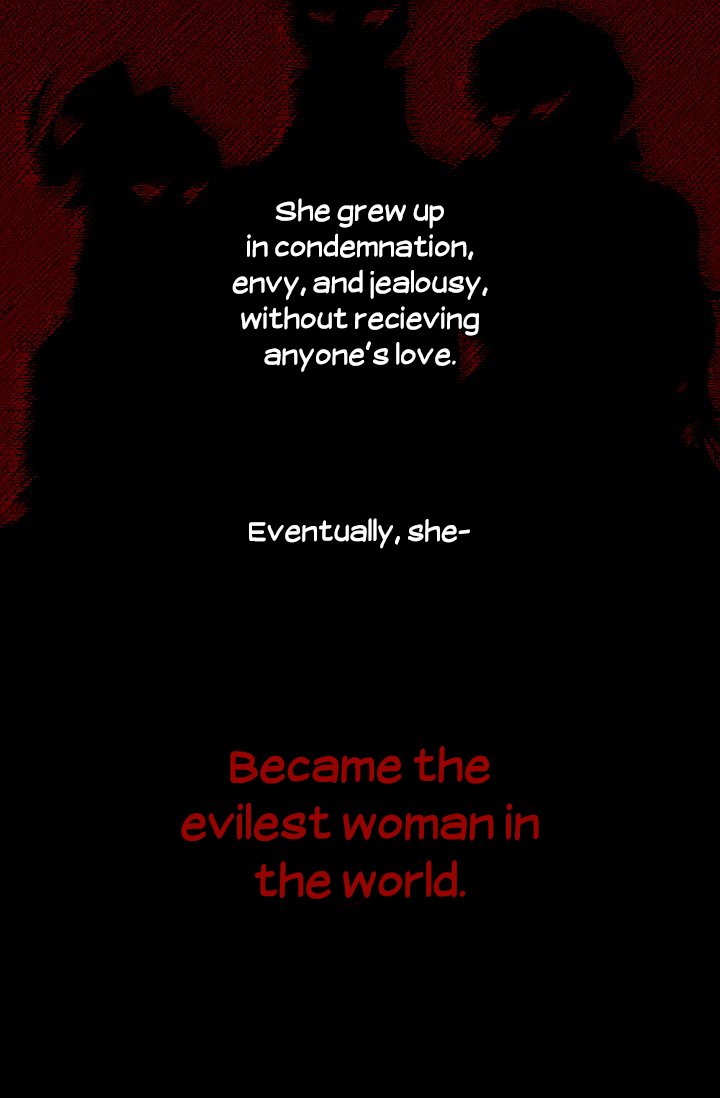 She grew up
in condemnation,
envy, and jealousy,
without recieving
anyone's love.
Eventually, she-
Became the
evilest woman in
the world.